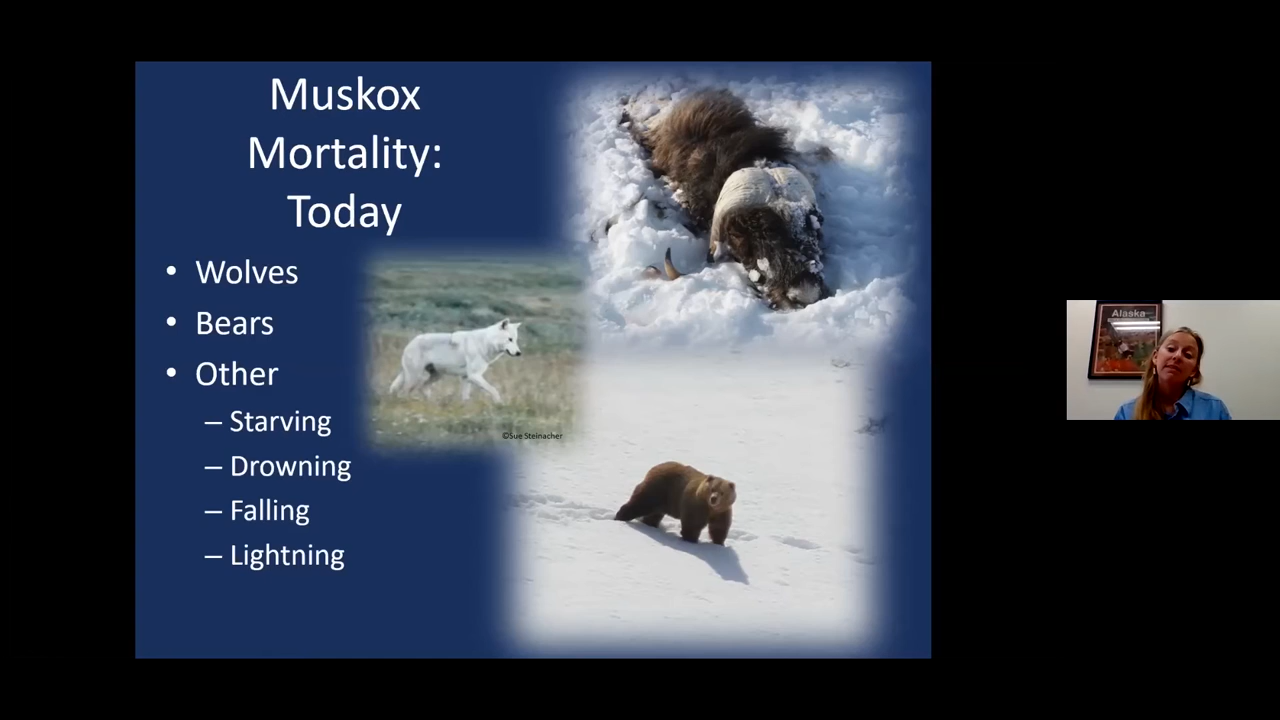 Muskox
Mortality:
Today
• Wolves
• Bears
• Other
– Starving
– Drowning
– Falling
– Lightning
©Sue Steinacher
Alaska